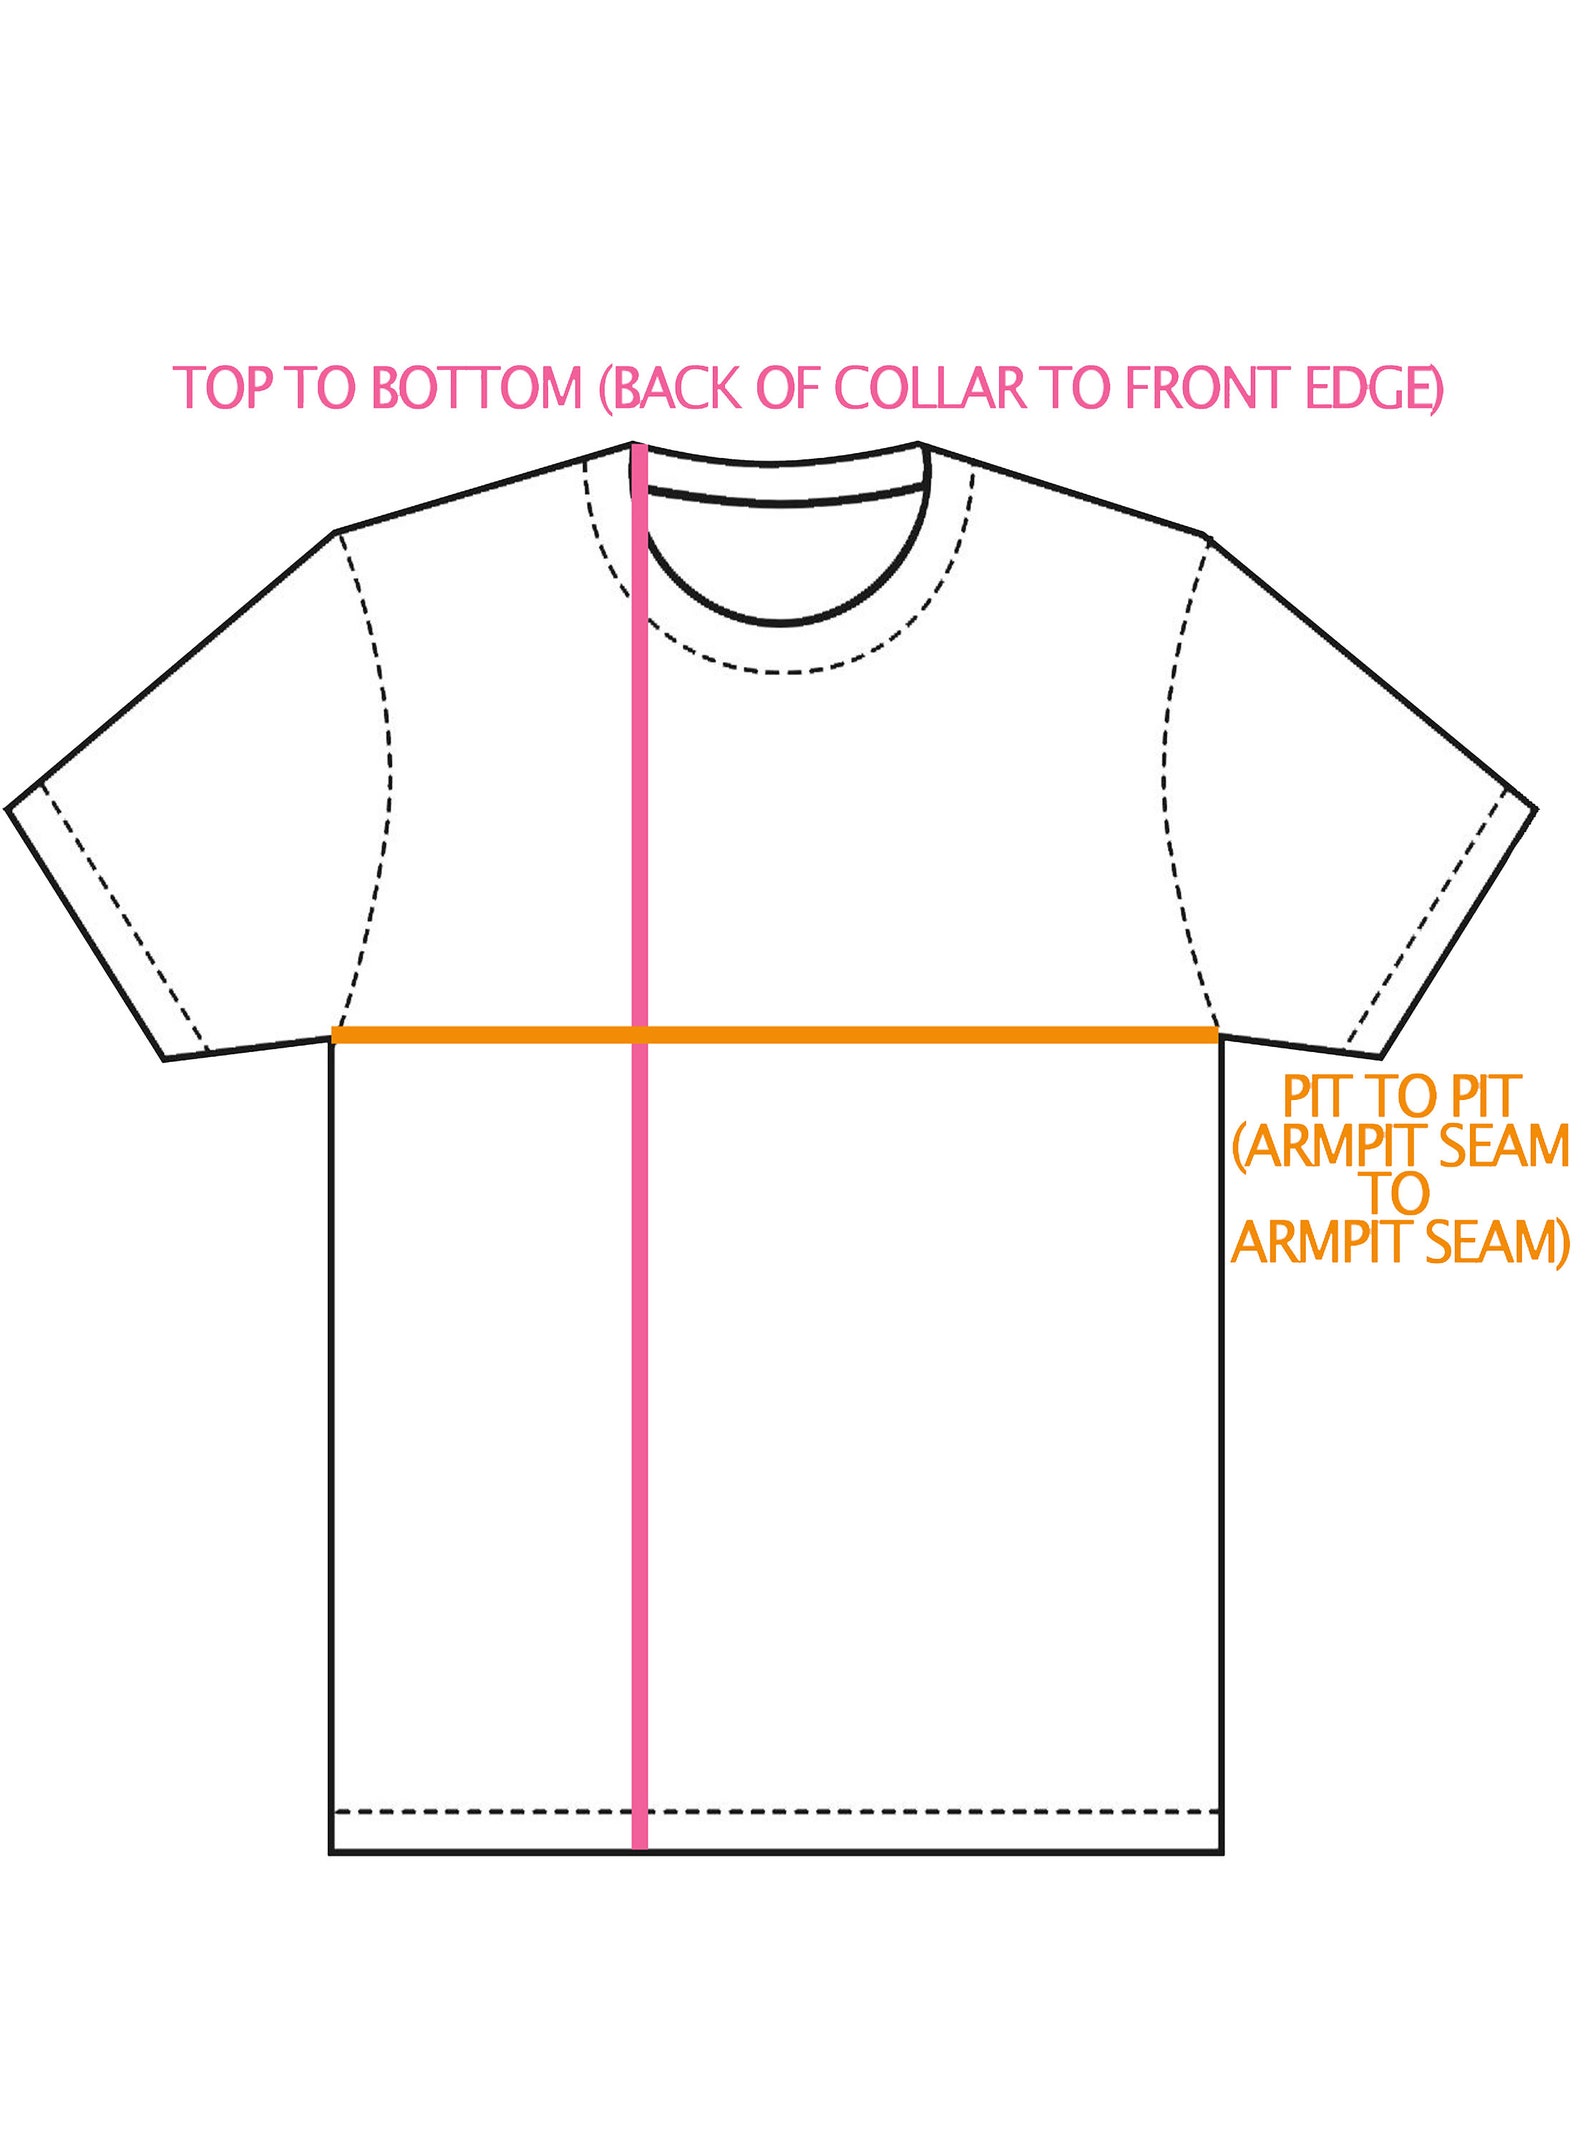 TOP TO BOTTOM (BACK OF COLLAR TO FRONT EDGE)
PIT TO PIT
(ARMPIT SEAM
TO
ARMPIT SEAM)